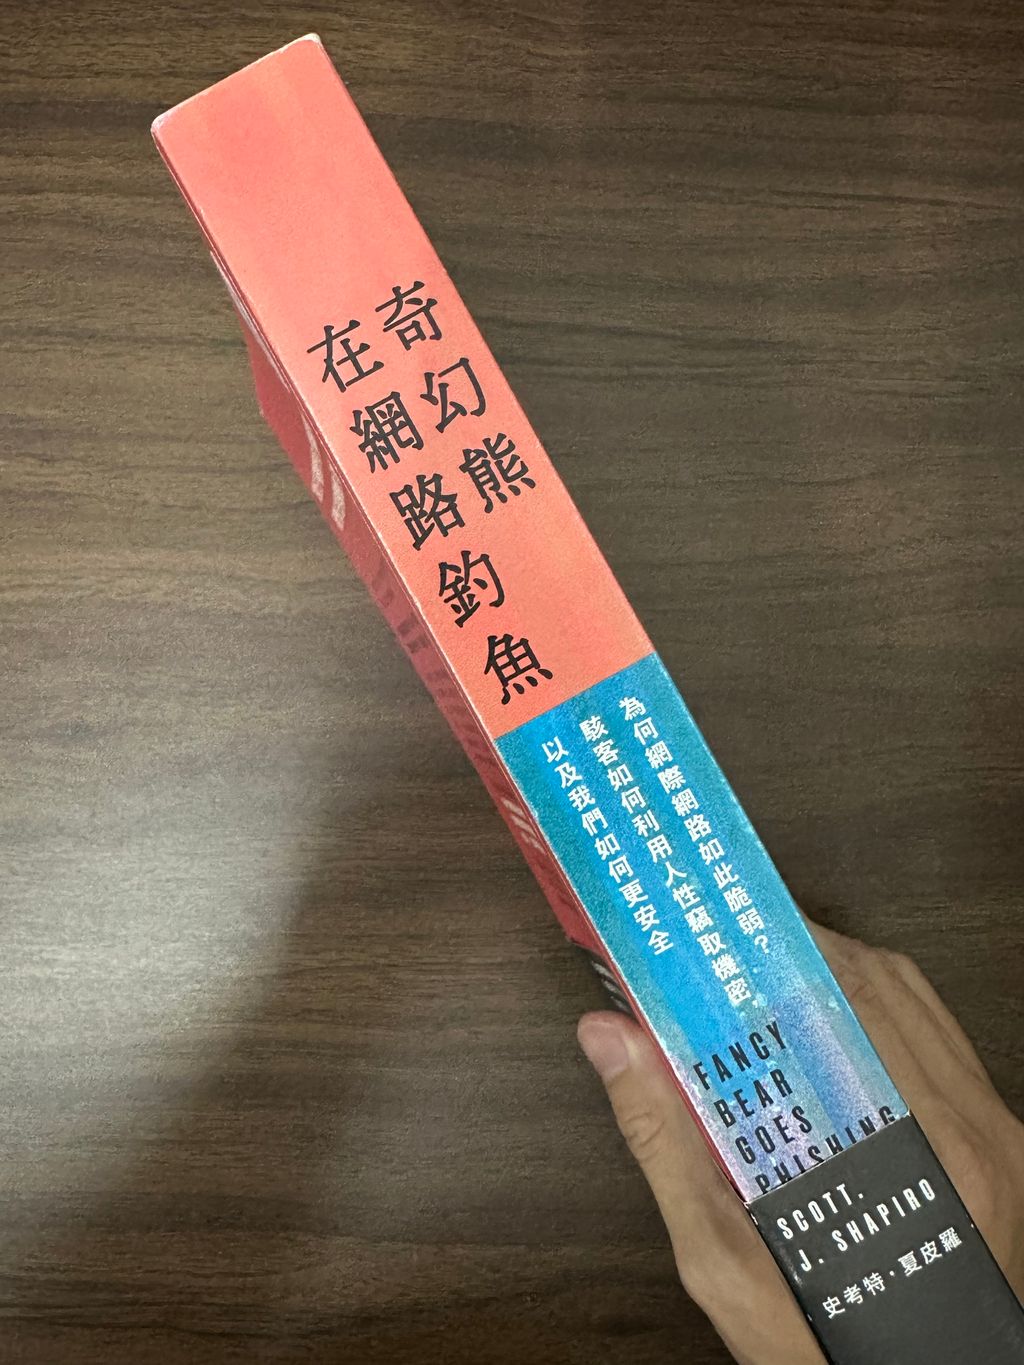 奇幻熊
在網路釣魚
為何網際網路如此脆弱？
駭客如何利用人性竊取機密，
以及我們如何更安全
FANCY
BEAR
GOES
PHISHING
SCOTT.
J. SHAPIRO
史考特．夏皮羅